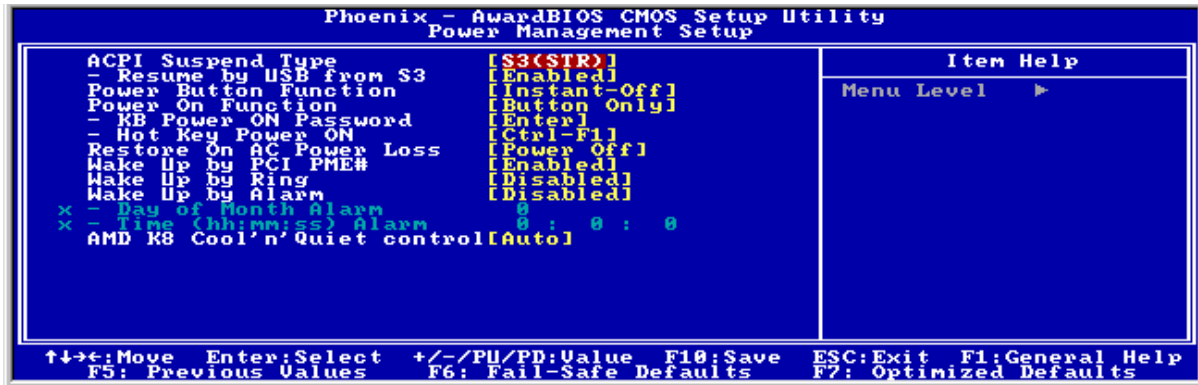 Phoenix - AwardBIOS CMOS Setup Utility
Power Management Setup
ACPI Suspend Type [S3(STR)]
- Resume by USB from S3 [Enabled]
Power Button Function [Instant-Off]
Power On Function [Button Only]
- KB Power ON Password [Enter]
- Hot Key Power ON [Ctrl-F1]
Restore On AC Power Loss [Power Off]
Wake Up by PCI PME# [Enabled]
Wake Up by Ring [Disabled]
Wake Up by Alarm [Disabled]
x - Day of Month Alarm 0
x - Time (hh:mm:ss) Alarm 0 : 0 : 0
AMD K8 Cool'n'Quiet control[Auto]
Item Help
Menu Level ►
↑↓→←:Move Enter:Select +/-/PU/PD:Value F10:Save ESC:Exit F1:General Help
F5: Previous Values F6: Fail-Safe Defaults F7: Optimized Defaults